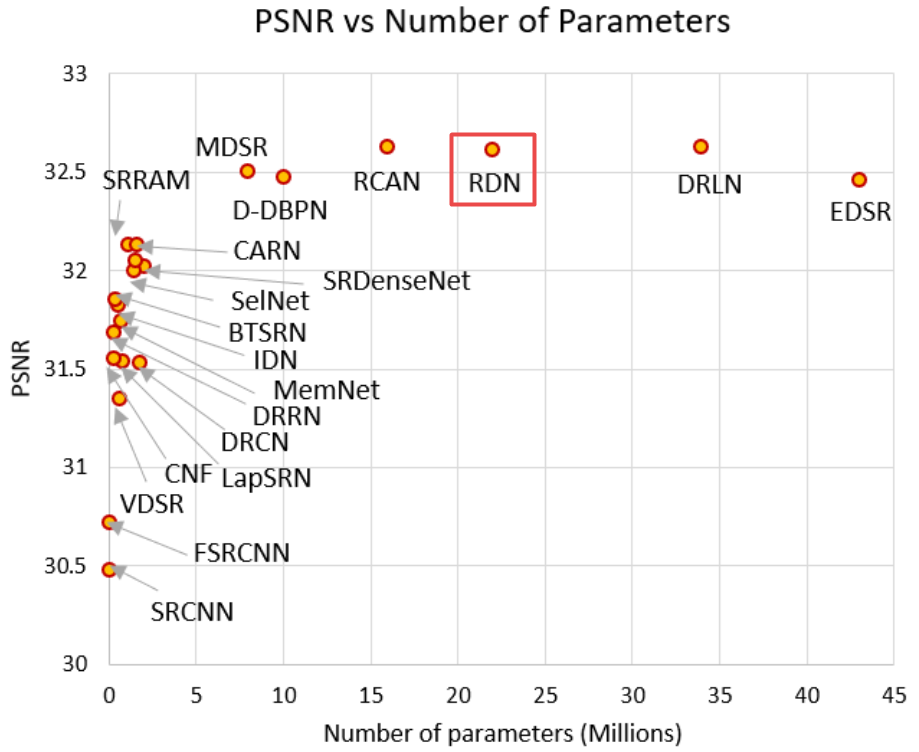 PSNR vs Number of Parameters
33
MDSR
32.5
SRRAM
RCAN
RDN
DRLN
D-DBPN
EDSR
CARN
32
SRDenseNet
SelNet
BTSRN
IDN
31.5
PSNR
MemNet
DRRN
DRCN
31
CNF
LapSRN
VDSR
FSRCNN
30.5
SRCNN
30
0 5 10 15 20 25 30 35 40 45
Number of parameters (Millions)